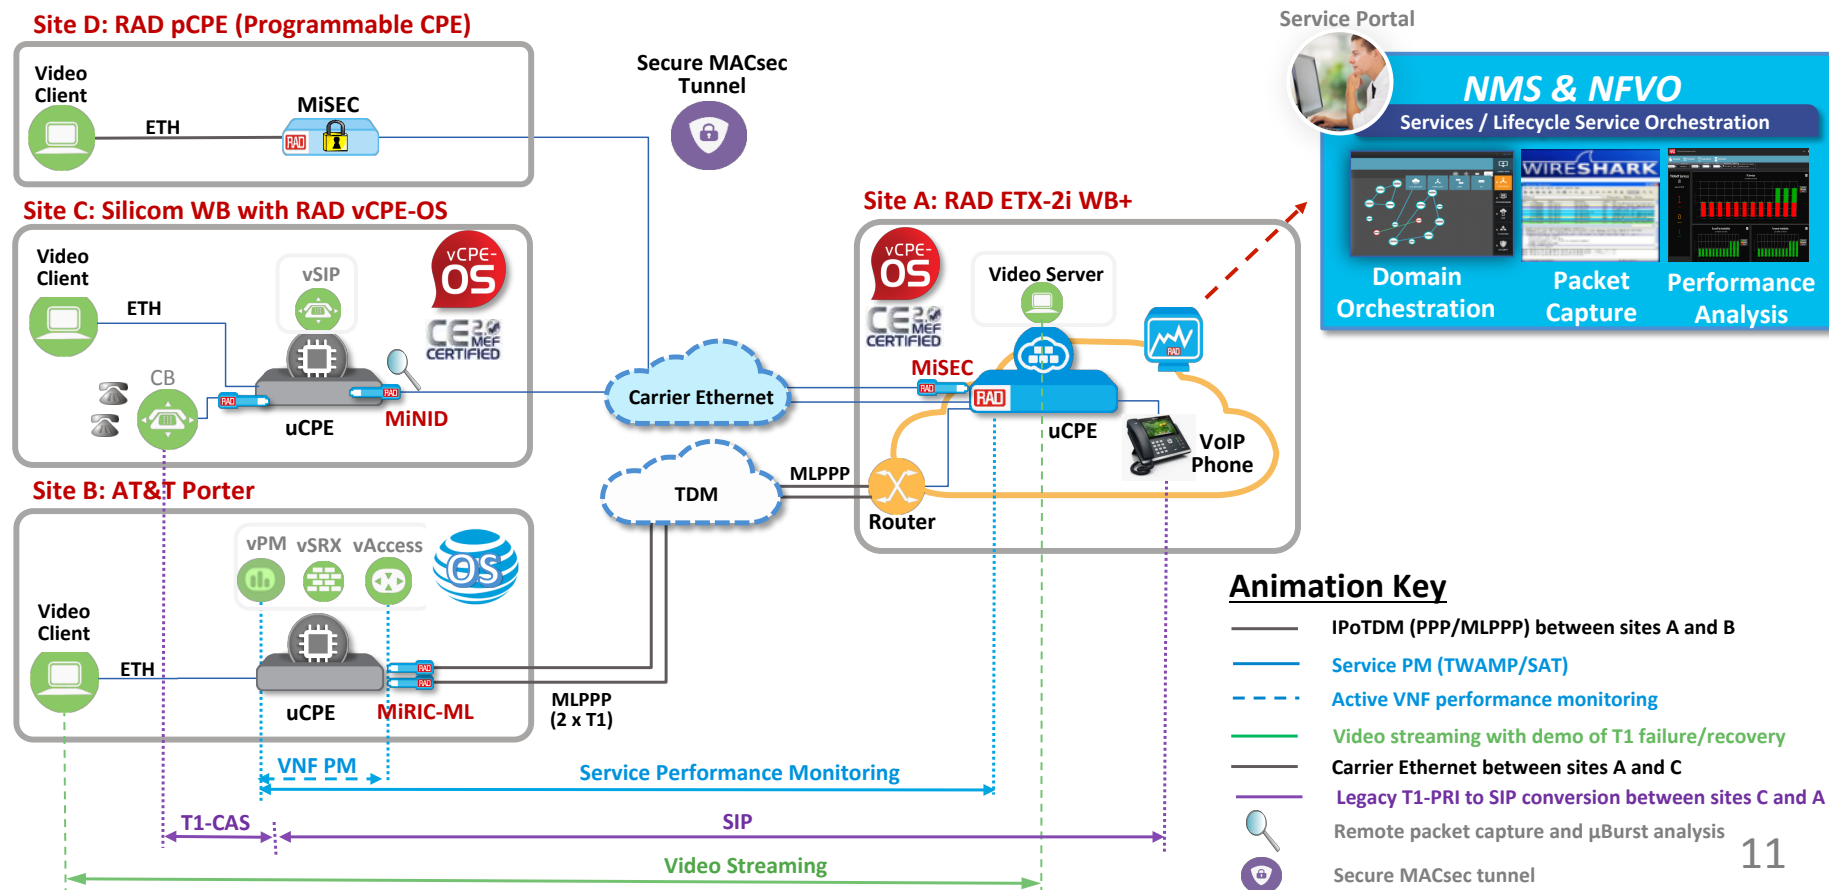 Site D: RAD pCPE (Programmable CPE)
Video
Client
ETH
MiSEC
RAD
Secure MACsec
Tunnel
Service Portal
NMS & NFVO
Services / Lifecycle Service Orchestration
WIRESHARK
Domain
Orchestration
Packet
Capture
Performance
Analysis
Site C: Silicom WB with RAD vCPE-OS
Video
Client
ETH
vSIP
vCPE-
OS
CE 2.0
MEF
CERTIFIED
CB
RAD
RAD
uCPE
MiNID
Carrier Ethernet
Site A: RAD ETX-2i WB+
vCPE-
OS
CE 2.0
MEF
CERTIFIED
Video Server
RAD
MiSEC
RAD
RAD
uCPE
VoIP
Phone
MLPPP
Router
TDM
Site B: AT&T Porter
vPM
vSRX
vAccess
OS
Video
Client
ETH
RAD
RAD
uCPE
MiRIC-ML
MLPPP
(2 x T1)
VNF PM
Service Performance Monitoring
T1-CAS
SIP
Video Streaming
Animation Key
IPoTDM (PPP/MLPPP) between sites A and B
Service PM (TWAMP/SAT)
Active VNF performance monitoring
Video streaming with demo of T1 failure/recovery
Carrier Ethernet between sites A and C
Legacy T1-PRI to SIP conversion between sites C and A
Remote packet capture and µBurst analysis
Secure MACsec tunnel
11